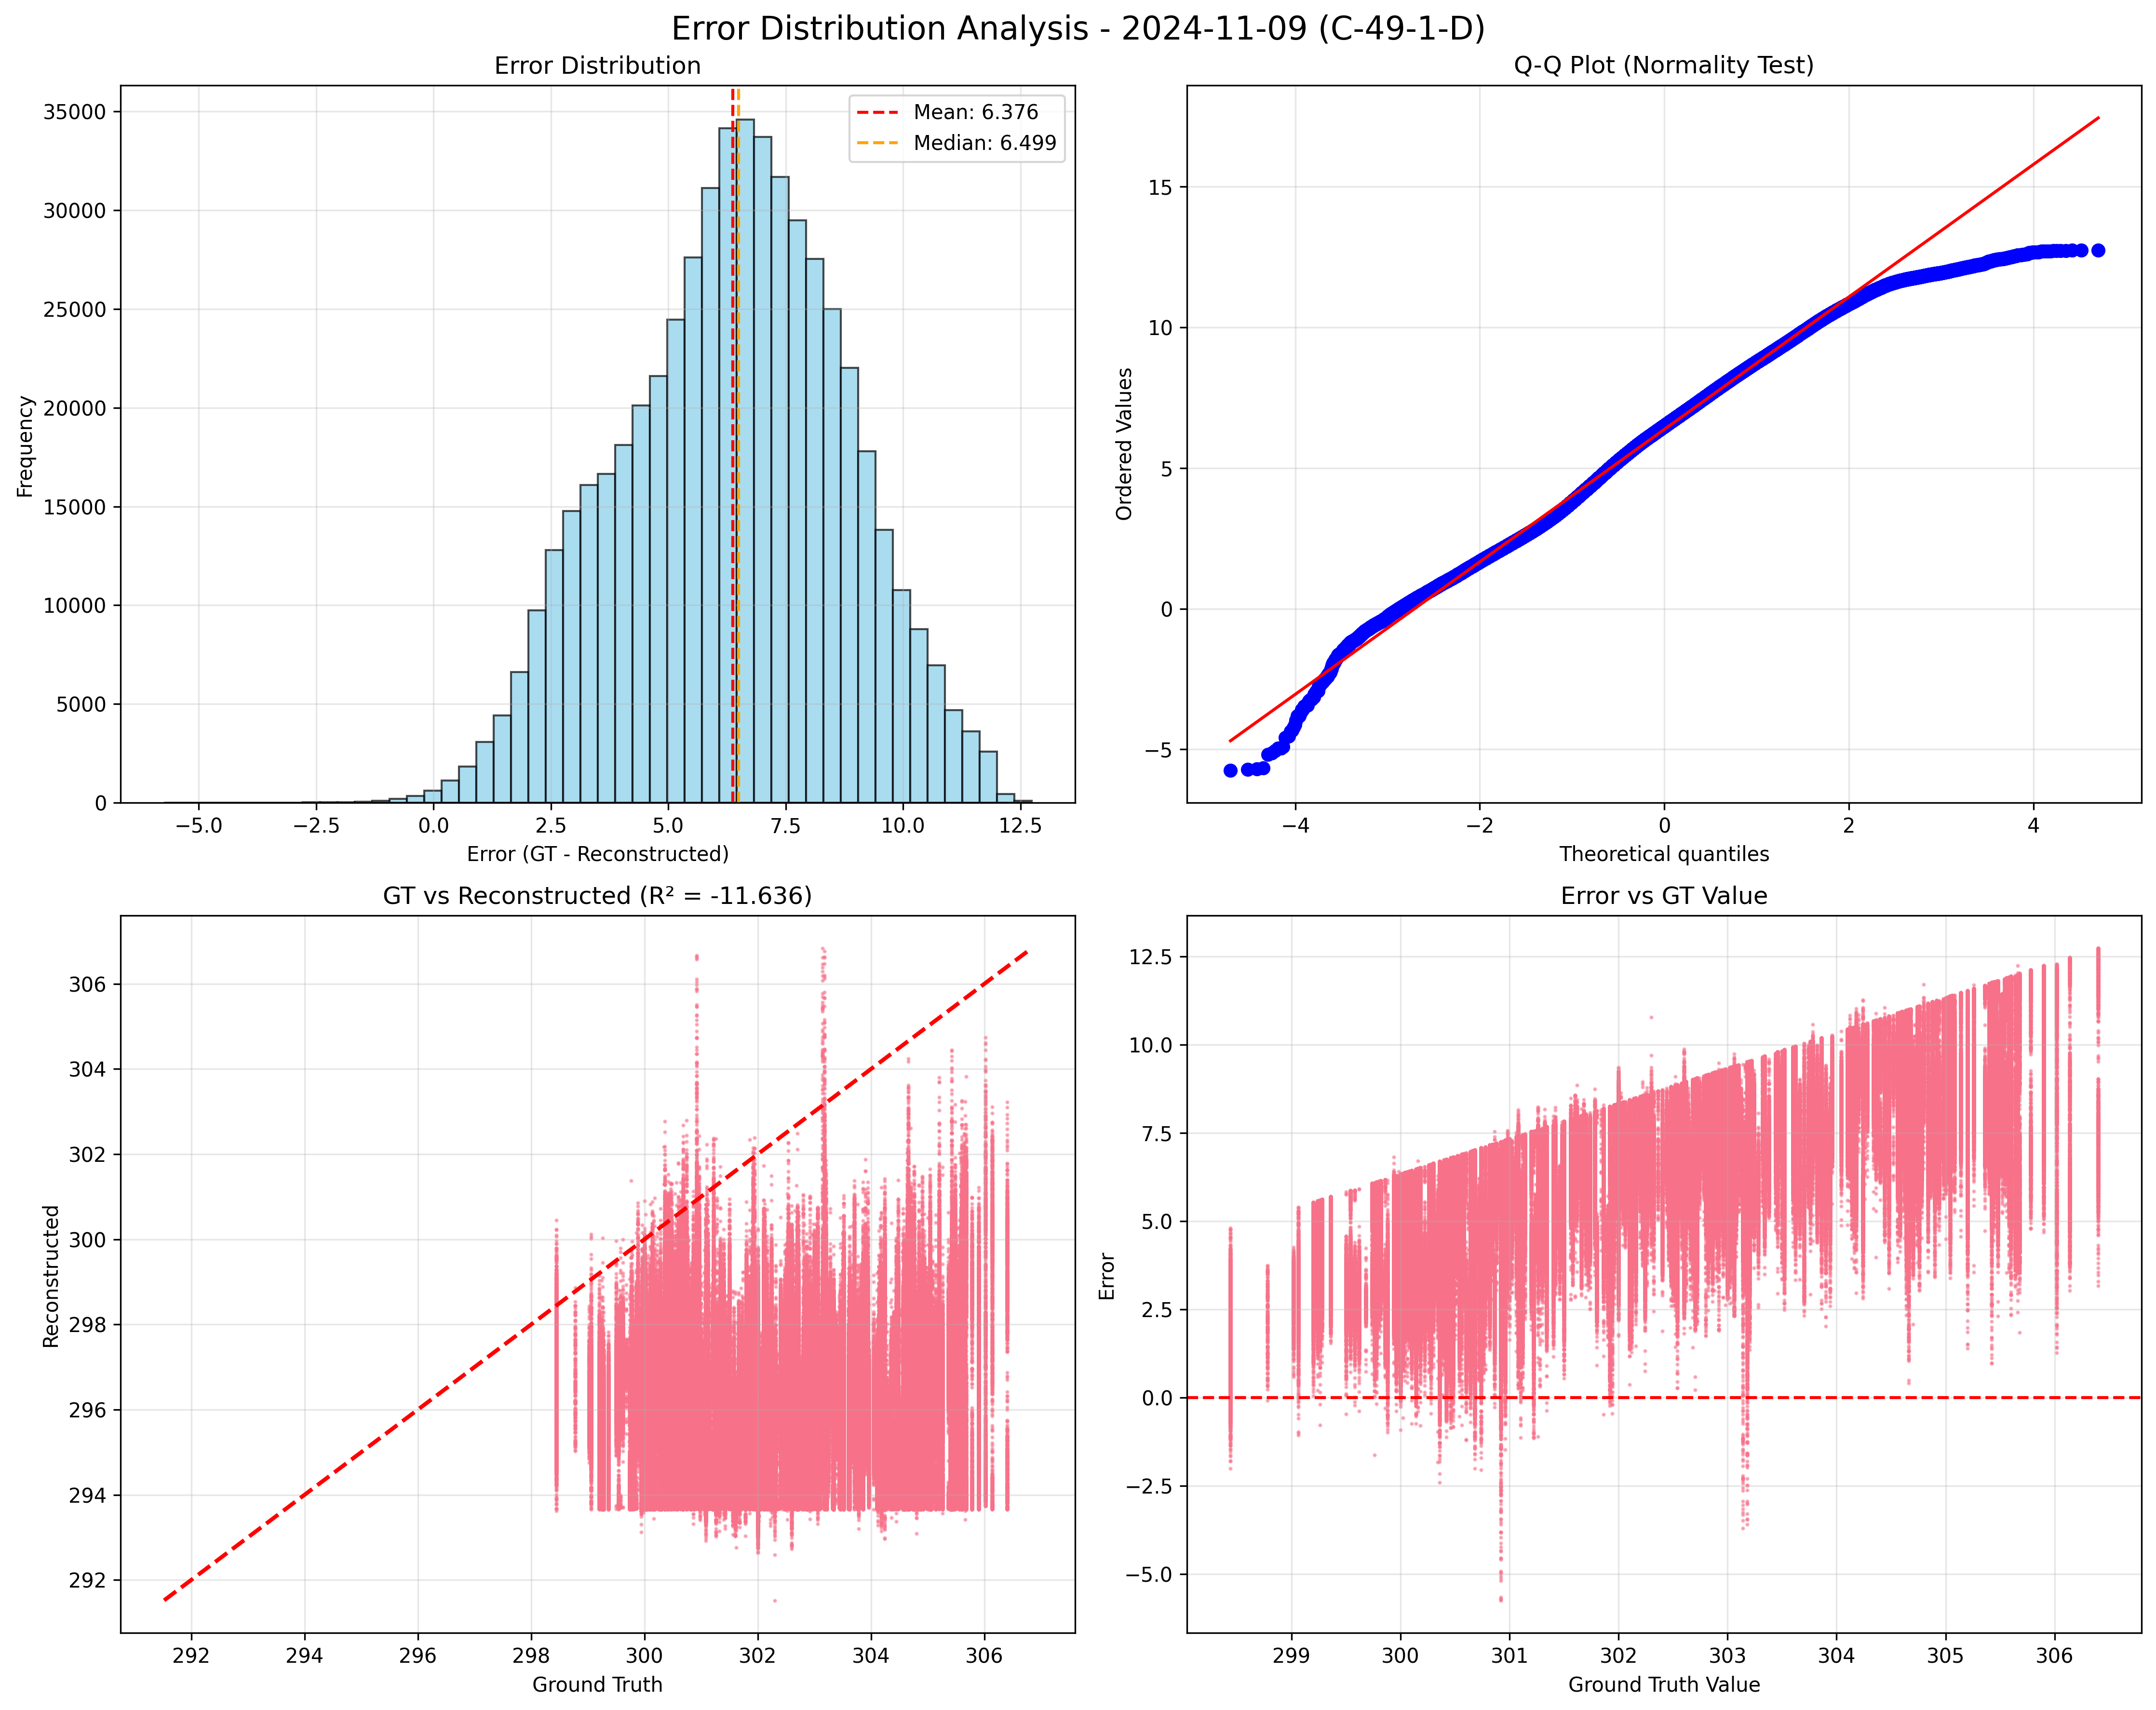 Error Distribution Analysis - 2024-11-09 (C-49-1-D)
Error Distribution
Mean: 6.376
Median: 6.499
Frequency
35000
30000
25000
20000
15000
10000
5000
0
−5.0 −2.5 0.0 2.5 5.0 7.5 10.0 12.5
Error (GT - Reconstructed)
Q-Q Plot (Normality Test)
Ordered Values
15
10
5
0
−5
−4 −2 0 2 4
Theoretical quantiles
GT vs Reconstructed (R² = -11.636)
Reconstructed
306
304
302
300
298
296
294
292
292 294 296 298 300 302 304 306
Ground Truth
Error vs GT Value
Error
12.5
10.0
7.5
5.0
2.5
0.0
−2.5
−5.0
299 300 301 302 303 304 305 306
Ground Truth Value